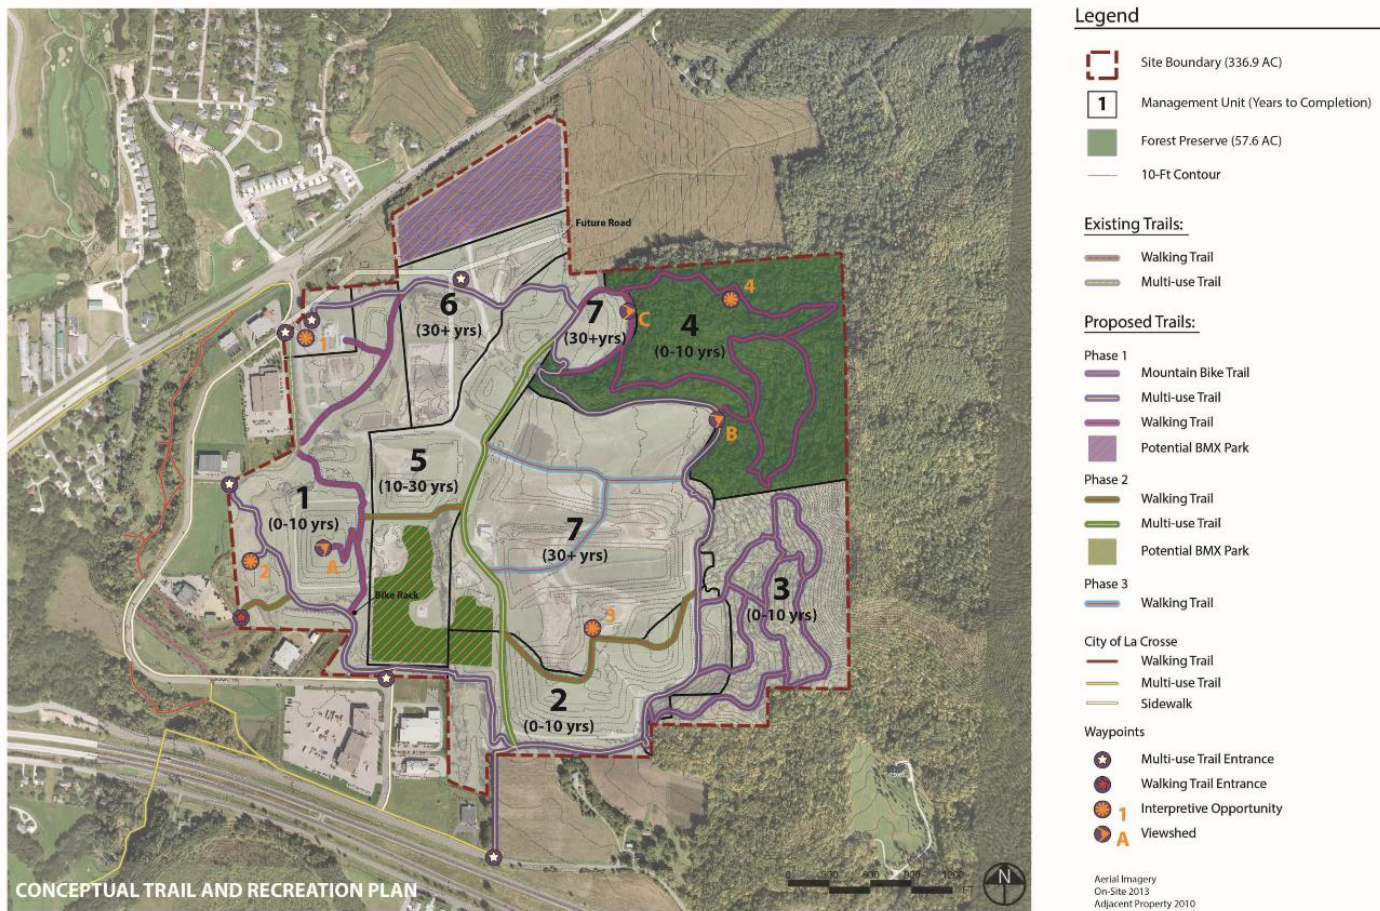 Legend
Site Boundary (336.9 AC)
1
Management Unit (Years to Completion)
Forest Preserve (57.6 AC)
10-Ft Contour
Existing Trails:
Walking Trail
Multi-use Trail
Proposed Trails:
Phase 1
Mountain Bike Trail
Multi-use Trail
Walking Trail
Potential BMX Park
Phase 2
Walking Trail
Multi-use Trail
Potential BMX Park
Phase 3
Walking Trail
City of La Crosse
Walking Trail
Multi-use Trail
Sidewalk
Waypoints
Multi-use Trail Entrance
Walking Trail Entrance
Interpretive Opportunity
1
Viewshed
A
Aerial Imagery
On-Site 2013
Adjacent Property 2010
Future Road
6
(30+ yrs)
7
(30+yrs)
C
4
4
(0-10 yrs)
1
B
5
(10-30 yrs)
1
(0-10 yrs)
A
2
7
(30+ yrs)
3
3
(0-10 yrs)
Bike Rack
2
(0-10 yrs)
CONCEPTUAL TRAIL AND RECREATION PLAN
0 300 600 900 1200
FT
N